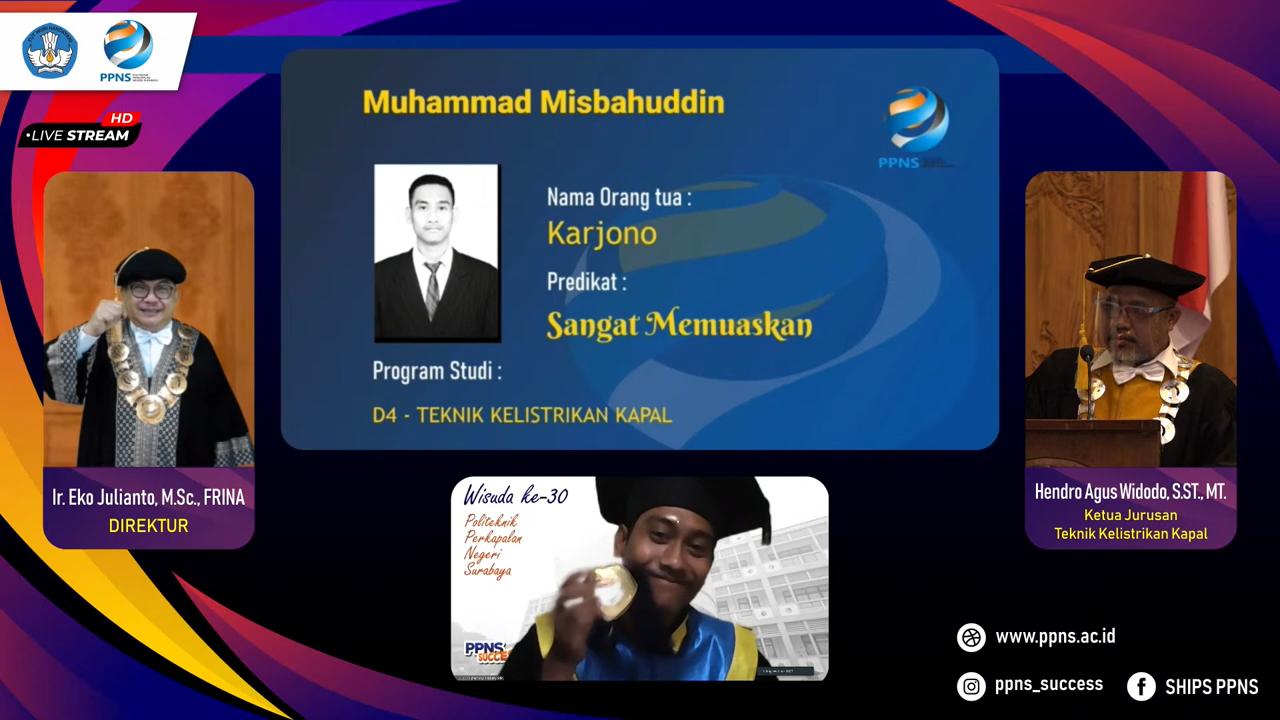 PPNS
HD
•LIVE STREAM
Muhammad Misbahuddin
PPNS
Nama Orang tua :
Karjono
Predikat :
Sangat Memuaskan
Program Studi :
D4 - TEKNIK KELISTRIKAN KAPAL
Ir. Eko Julianto, M.Sc., FRINA
DIREKTUR
Hendro Agus Widodo, S.ST., MT.
Ketua Jurusan
Teknik Kelistrikan Kapal
Wisuda ke-30
Politeknik
Perkapalan
Negeri
Surabaya
PPNS
SUCCE
www.ppns.ac.id
ppns_success
SHIPS PPNS